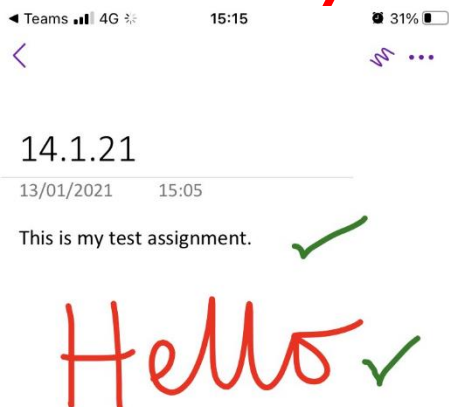 Teams 4G 15:15 31%
14.1.21
13/01/2021 15:05
This is my test assignment.
Hello